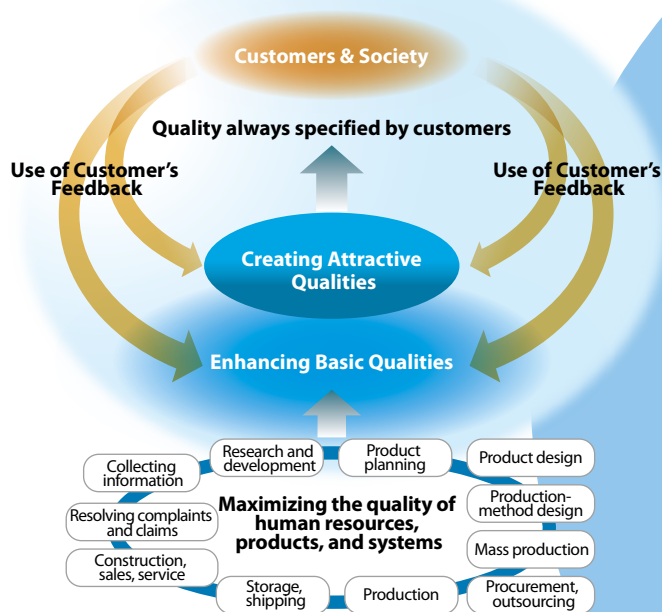 Customers & Society
Quality always specified by customers
Use of Customer's
Feedback
Use of Customer's
Feedback
Creating Attractive
Qualities
Enhancing Basic Qualities
Research and
development
Product
planning
Product design
Collecting
information
Production-
method design
Maximizing the quality of
human resources,
products, and systems
Resolving complaints
and claims
Mass production
Construction,
sales, service
Storage,
shipping
Production
Procurement,
outsourcing